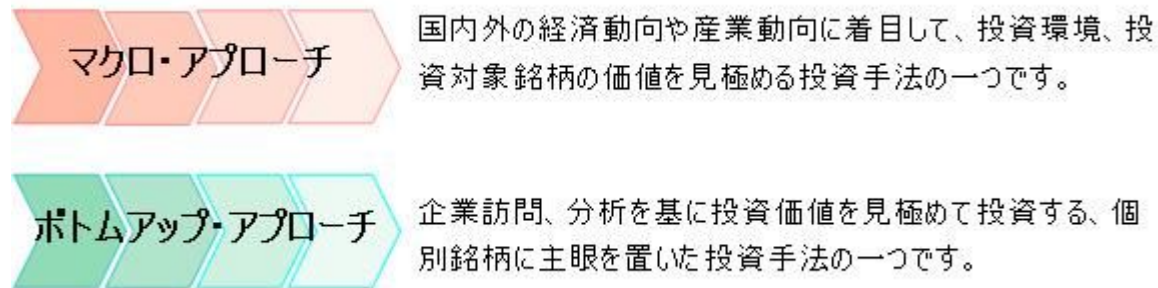 マクロ・アプローチ
国内外の経済動向や産業動向に着目して、投資環境、投
資対象銘柄の価値を見極める投資手法の一つです。
ボトムアップ・アプローチ
企業訪問、分析を基に投資価値を見極めて投資する、個
別銘柄に主眼を置いた投資手法の一つです。